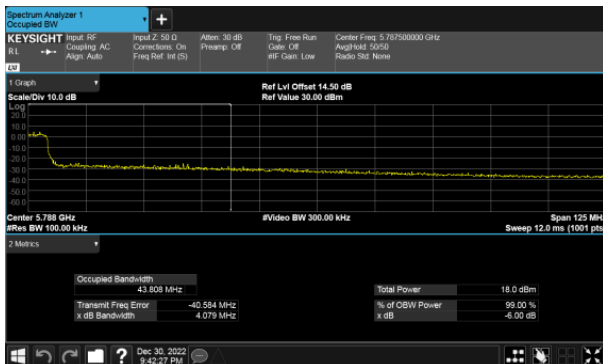 Spectrum Analyzer 1
Occupied BW
KEYSIGHT Input: RF Input Z: 50 Ω Atten: 30 dB Trig: Free Run Center Freq: 5.787500000 GHz
RL Coupling: AC Corrections: On Preamp: Off Gate: Off Avg|Hold: 50/50
Align: Auto Freq Ref: Int (S) #IF Gain: Low Radio Std: None
LXI
1 Graph Ref Lvl Offset 14.50 dB
Scale/Div 10.0 dB Ref Value 30.00 dBm
Log
20.0
10.0
0.00
-10.0
-20.0
-30.0
-40.0
-50.0
-60.0
Center 5.788 GHz #Video BW 300.00 kHz Span 125 MH
#Res BW 100.00 kHz Sweep 12.0 ms (1001 pts
2 Metrics
Occupied Bandwidth
43.808 MHz Total Power 18.0 dBm
Transmit Freq Error -40.584 MHz % of OBW Power 99.00 %
x dB Bandwidth 4.079 MHz x dB -6.00 dB
Dec 30, 2022
9:42:27 PM